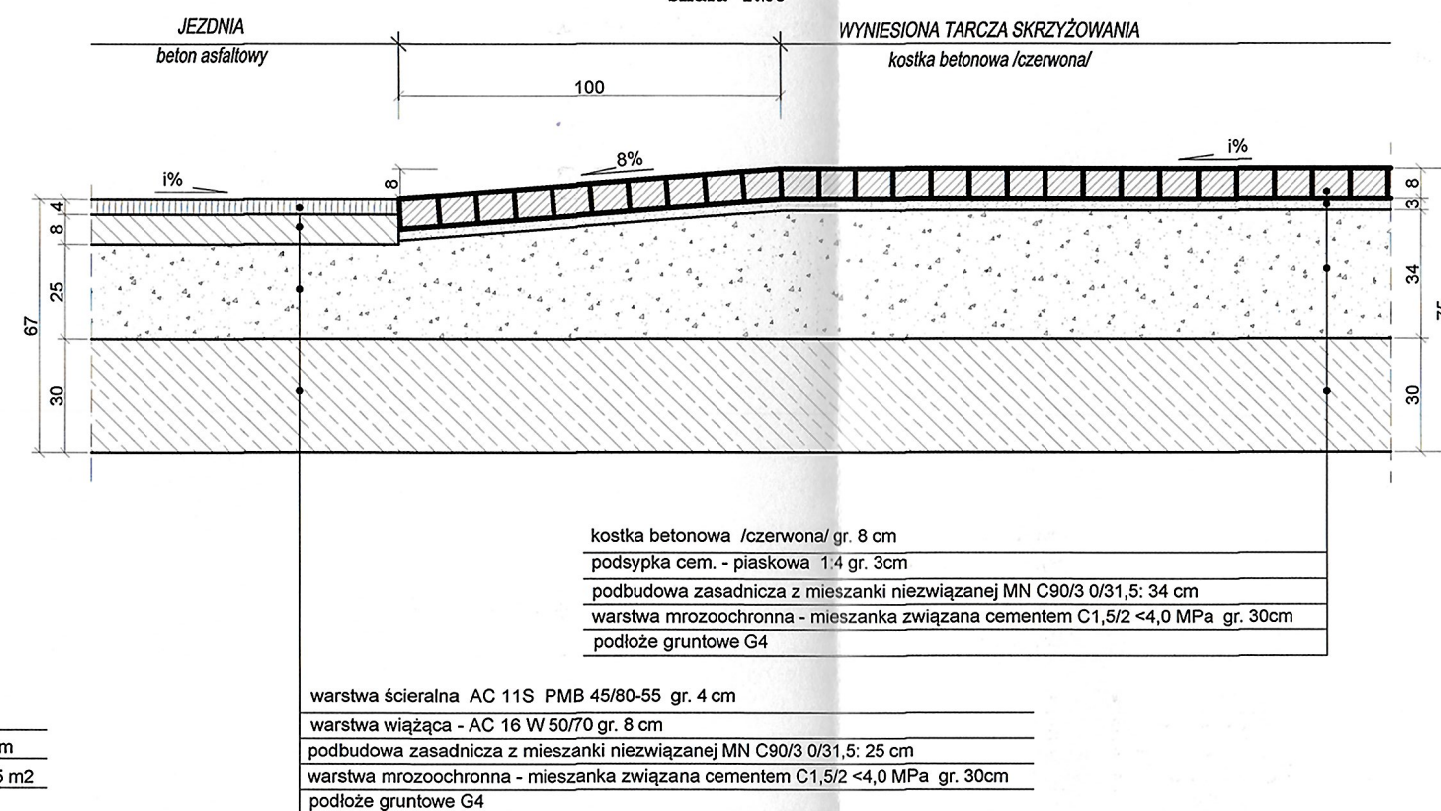 JEZDNIA
WYNIESIONA TARCZA SKRZYŻOWANIA
beton asfaltowy
kostka betonowa /czerwona/
100
i%
8%
i%
8
4
8
25
30
67
8
3
34
30
kostka betonowa /czerwona/ gr. 8 cm
podsypka cem. - piaskowa 1:4 gr. 3cm
podbudowa zasadnicza z mieszanki niezwiązanej MN C90/3 0/31,5: 34 cm
warstwa mrozoochronna - mieszanka związana cementem C1,5/2 <4,0 MPa gr. 30cm
podłoże gruntowe G4
warstwa ścieralna AC 11S PMB 45/80-55 gr. 4 cm
warstwa wiążąca - AC 16 W 50/70 gr. 8 cm
podbudowa zasadnicza z mieszanki niezwiązanej MN C90/3 0/31,5: 25 cm
warstwa mrozoochronna - mieszanka związana cementem C1,5/2 <4,0 MPa gr. 30cm
podłoże gruntowe G4
m
m2